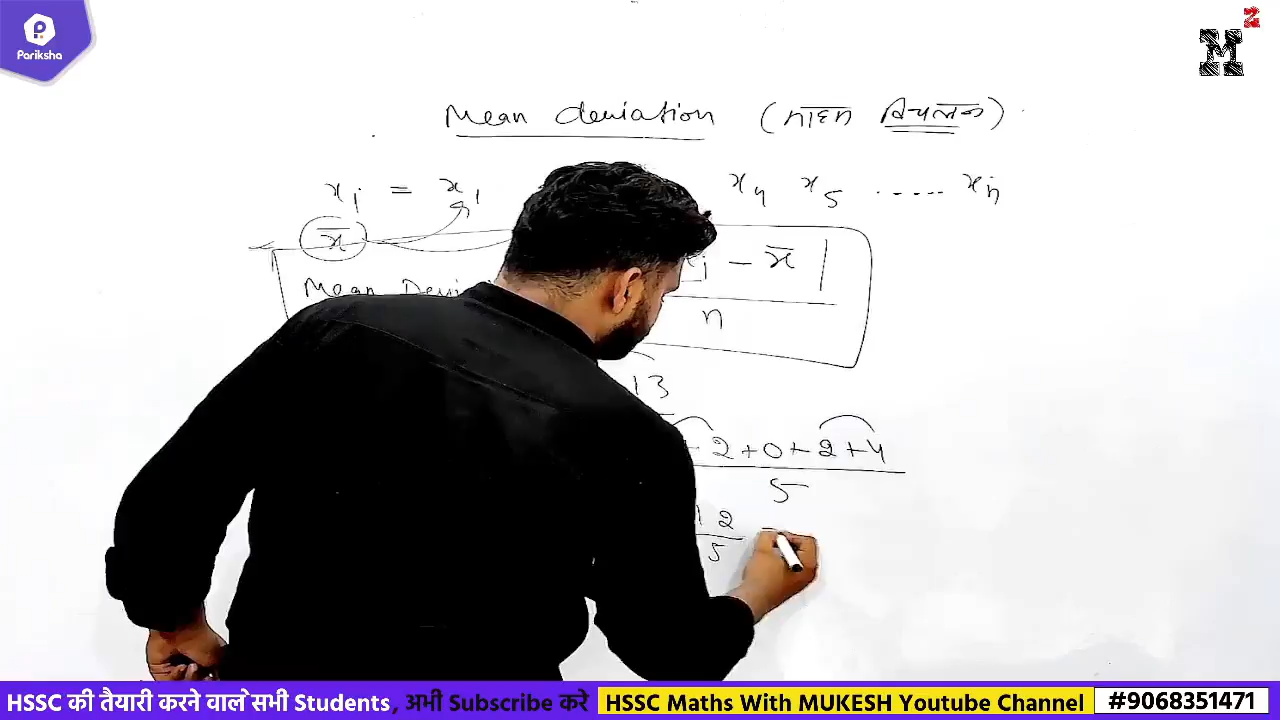 Pariksha
M2
Mean deviation (माध्य विचलन)
xi = x1 x4 x5 ...... xn
x̄ xi - x̄ |
Mean Devi
n
13
+ 2 + 0 + 2 + 4
5
12
5
HSSC की तैयारी करने वाले सभी Students, अभी Subscribe करे HSSC Maths With MUKESH Youtube Channel #9068351471